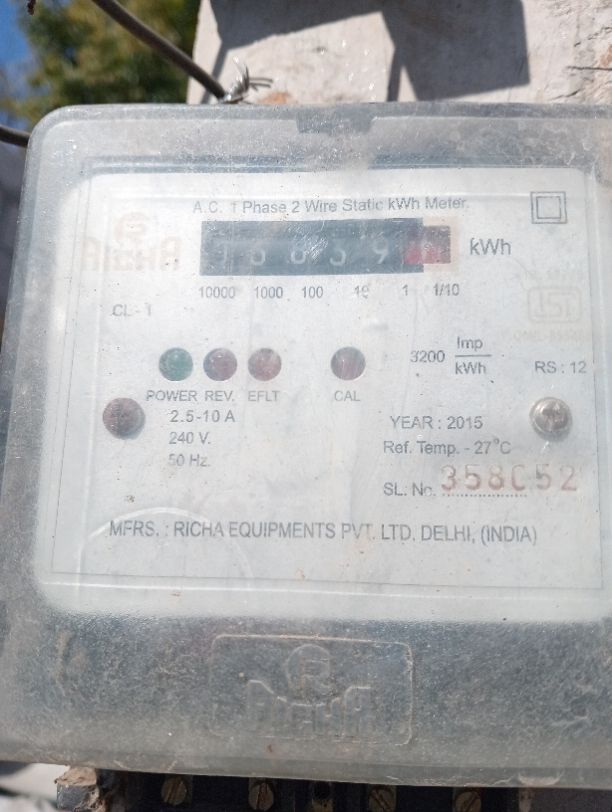 A.C. 1 Phase 2 Wire Static kWh Meter.
RICHA
kWh
10000 1000 100 10 1 1/10
CL - 1
ISI
3200 Imp
kWh
RS : 12
POWER REV. EFLT CAL
2.5-10 A
240 V.
50 Hz.
YEAR : 2015
Ref. Temp. - 27°C
SL. No. 358052
MFRS. : RICHA EQUIPMENTS PVT. LTD. DELHI, (INDIA)
RICHA